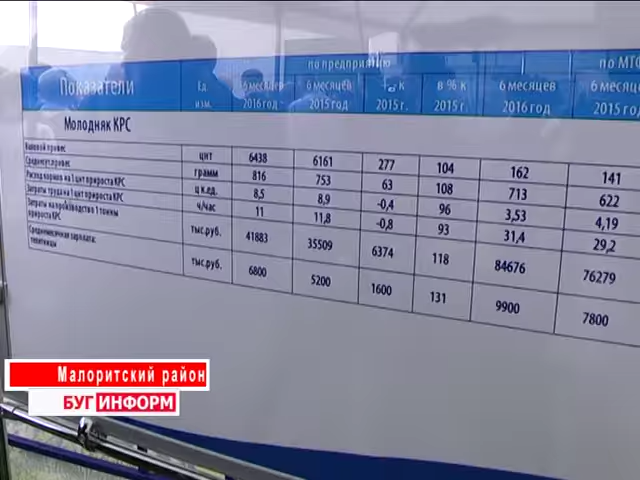 по предприятию по МТФ
Показатели Ед. изм. 6 месяцев 2016 год 6 месяцев 2015 год +/- к 2015 г. в % к 2015 г. 6 месяцев 2016 год 6 месяцев 2015 год
Молодняк КРС
Валовой привес цнт 6438 6161 277 104 162 141
Среднесут.привес грамм 816 753 63 108 713 622
Расход кормов на 1 цнт прироста КРС ц к.ед. 8,5 8,9 -0,4 96 3,53 4,19
Затраты труда на 1 цнт прироста КРС ч/час 11 11,8 -0,8 93 31,4 29,2
Затраты на производство 1 тонны
прироста КРС тыс.руб. 41883 35509 6374 118 84676 76279
Среднемесячная зарплата:
телятницы тыс.руб. 6800 5200 1600 131 9900 7800
Малоритский район
БУГ ИНФОРМ